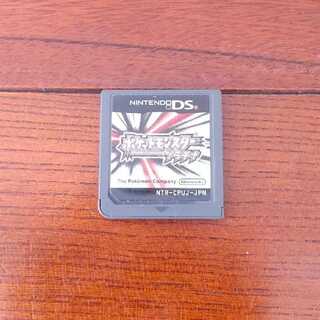 NINTENDO DS
ポケットモンスター
プラチナ
The Pokémon Company Nintendo
NTR-CPUJ-JPN